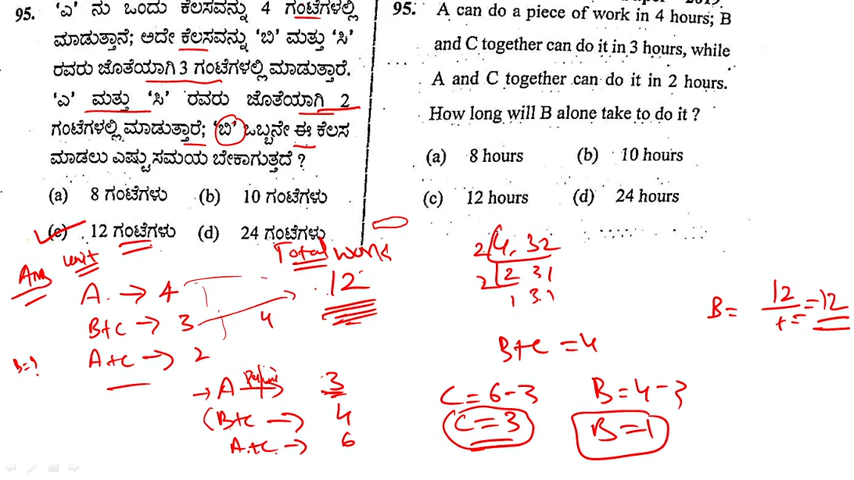 95. 'ಎ' ನು ಒಂದು ಕೆಲಸವನ್ನು 4 ಗಂಟೆಗಳಲ್ಲಿ
ಮಾಡುತ್ತಾನೆ; ಅದೇ ಕೆಲಸವನ್ನು 'ಬಿ' ಮತ್ತು 'ಸಿ'
ರವರು ಜೊತೆಯಾಗಿ 3 ಗಂಟೆಗಳಲ್ಲಿ ಮಾಡುತ್ತಾರೆ.
'ಎ' ಮತ್ತು 'ಸಿ' ರವರು ಜೊತೆಯಾಗಿ 2
ಗಂಟೆಗಳಲ್ಲಿ ಮಾಡುತ್ತಾರೆ; 'ಬಿ' ಒಬ್ಬನೇ ಈ ಕೆಲಸ
ಮಾಡಲು ಎಷ್ಟು ಸಮಯ ಬೇಕಾಗುತ್ತದೆ ?
(a) 8 ಗಂಟೆಗಳು (b) 10 ಗಂಟೆಗಳು
(c) 12 ಗಂಟೆಗಳು (d) 24 ಗಂಟೆಗಳು
95. A can do a piece of work in 4 hours; B
and C together can do it in 3 hours, while
A and C together can do it in 2 hours.
How long will B alone take to do it ?
(a) 8 hours (b) 10 hours
(c) 12 hours (d) 24 hours
Ans unit Total work
A → 4 12
B+C → 3 4
A+C → 2
B=?
→ A 3
(B+C → 4
A+C → 6
2 4, 3 2
2 2 3 1
1 3 1
B+C = 4
C = 6-3 B = 4-3
C = 3 B = 1
B = 12 = 12